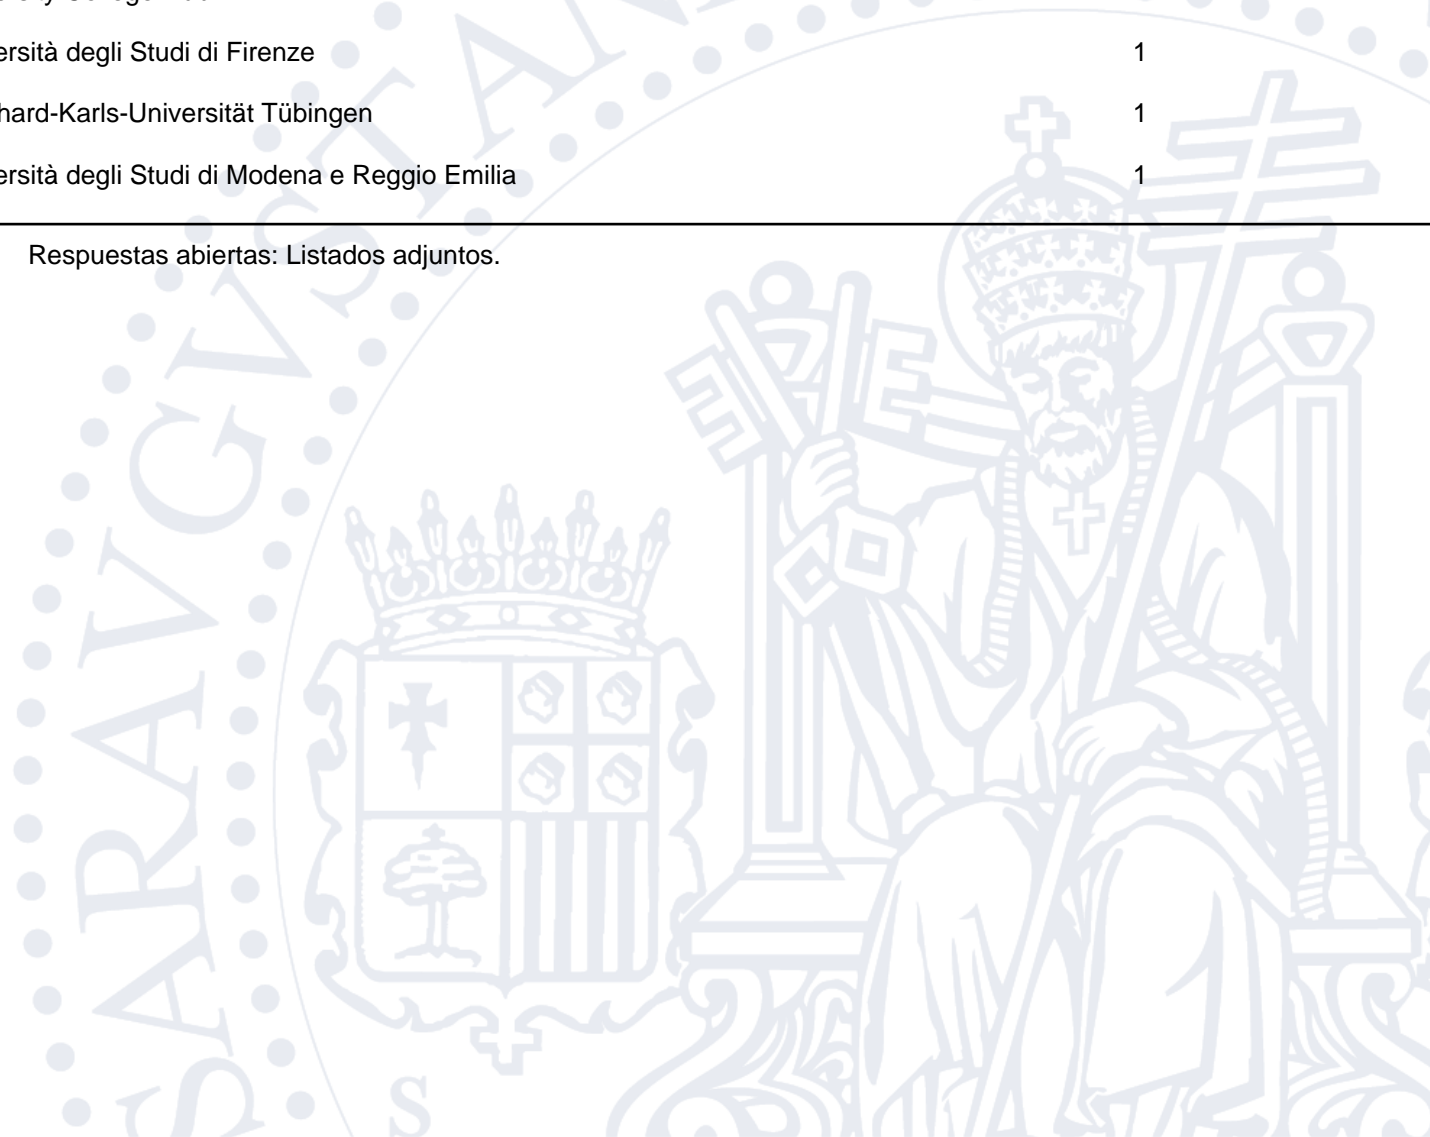 ersità degli Studi di Firenze 1
hard-Karls-Universität Tübingen 1
ersità degli Studi di Modena e Reggio Emilia 1
Respuestas abiertas: Listados adjuntos.
SARAVGVSTAN
S